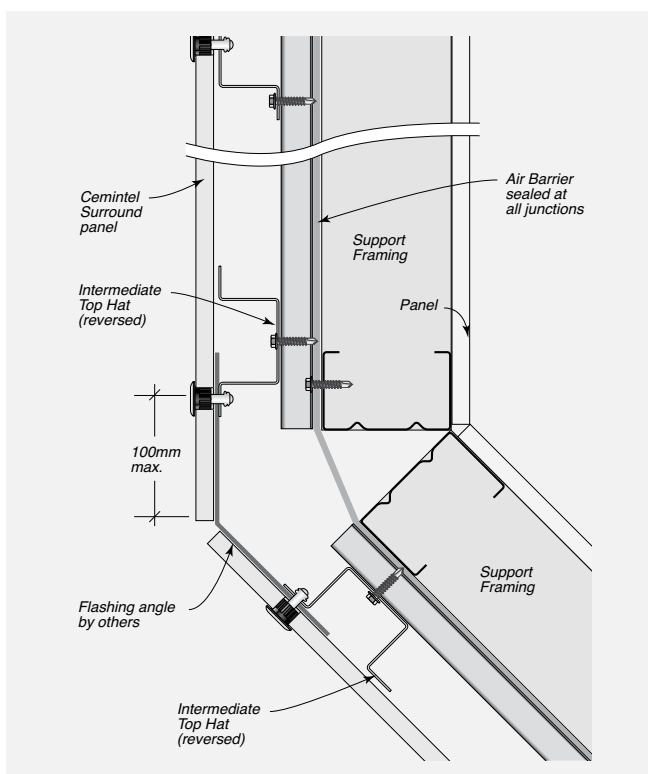 Cemintel
Surround
panel
Air Barrier
sealed at
all junctions
Support
Framing
Intermediate
Top Hat
(reversed)
Panel
100mm
max.
Support
Framing
Flashing angle
by others
Intermediate
Top Hat
(reversed)